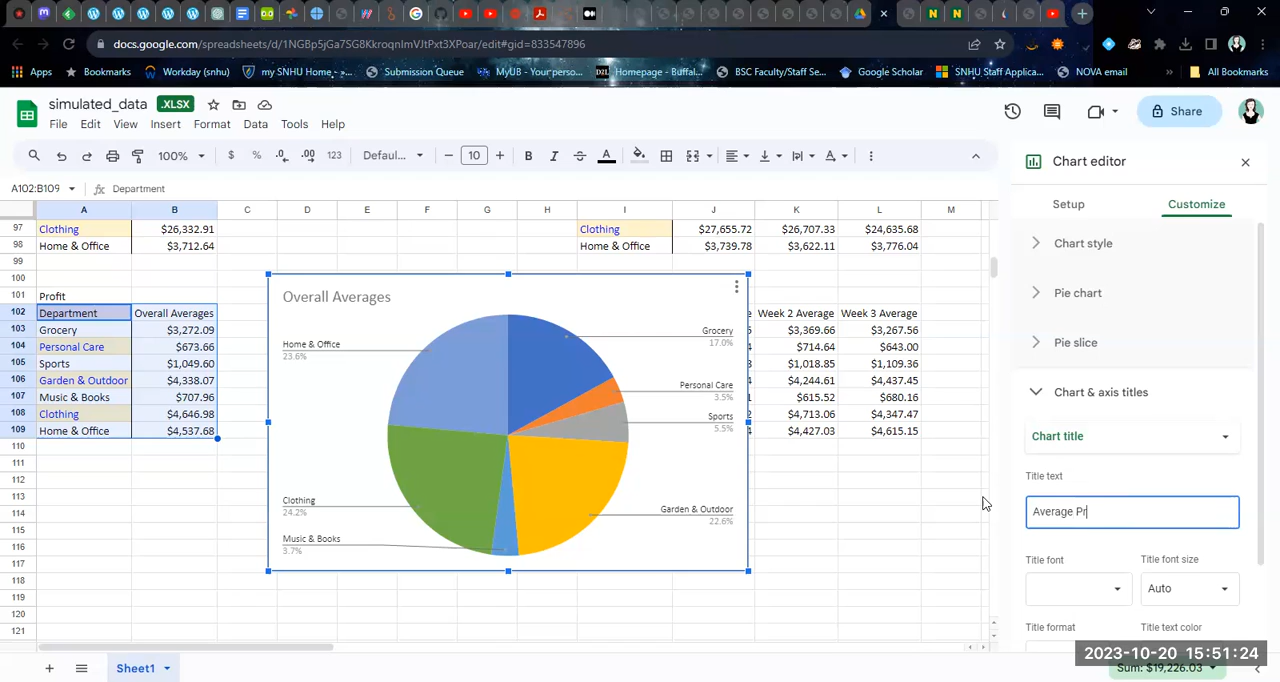 docs.google.com/spreadsheets/d/1NGBp5jGa7SG8KkroqnImVJtPxt3XPoar/edit#gid=833547896
Apps Bookmarks Workday (snhu) my SNHU Home - ... Submission Queue MyUB - Your perso... Homepage - Buffal... BSC Faculty/Staff Se... Google Scholar SNHU Staff Applica... NOVA email » All Bookmarks
simulated_data .XLSX
File Edit View Insert Format Data Tools Help
Share
100% $ % .0 .00 123 Defaul... 10 B I A
A102:B109 fx Department
A B C D E F G H I J K L M
97 Clothing $26,332.91 Clothing $27,655.72 $26,707.33 $24,635.68
98 Home & Office $3,712.64 Home & Office $3,739.78 $3,622.11 $3,776.04
99
100
101 Profit
102 Department Overall Averages Week 2 Average Week 3 Average
103 Grocery $3,272.09 $3,369.66 $3,267.56
104 Personal Care $673.66 $714.64 $643.00
105 Sports $1,049.60 $1,018.85 $1,109.36
106 Garden & Outdoor $4,338.07 $4,244.61 $4,437.45
107 Music & Books $707.96 $615.52 $680.16
108 Clothing $4,646.98 $4,713.06 $4,347.47
109 Home & Office $4,537.68 $4,427.03 $4,615.15
110
111
112
113
114
115
116
117
118
119
120
121
Overall Averages
Home & Office
23.6%
Grocery
17.0%
Personal Care
3.5%
Sports
5.5%
Clothing
24.2%
Garden & Outdoor
22.6%
Music & Books
3.7%
Chart editor
Setup Customize
Chart style
Pie chart
Pie slice
Chart & axis titles
Chart title
Title text
Average Pr
Title font Title font size
Auto
Title format Title text color
2023-10-20 15:51:24
Sheet1
Sum: $19,226.03